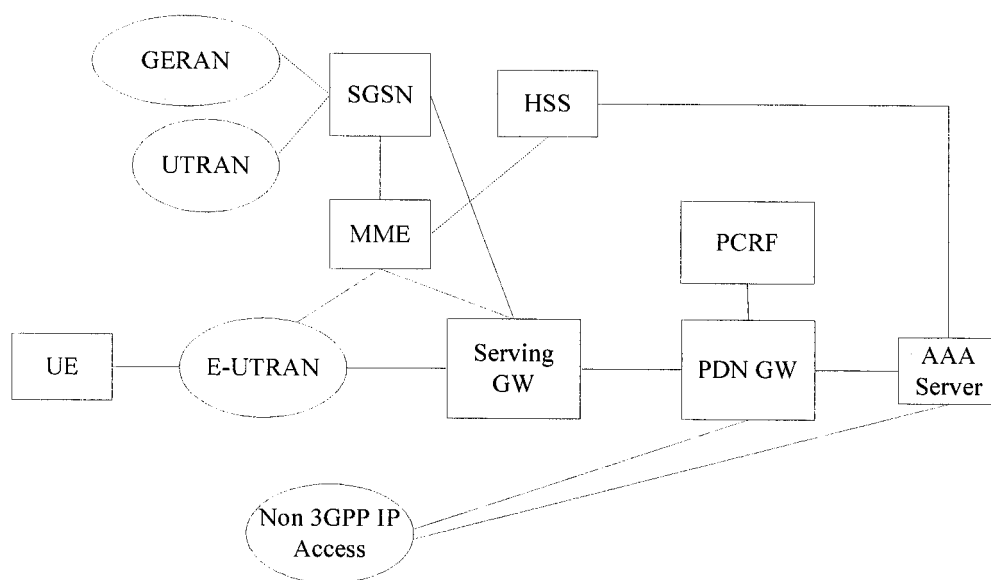 GERAN
SGSN
HSS
UTRAN
MME
PCRF
UE
E-UTRAN
Serving
GW
PDN GW
AAA
Server
Non 3GPP IP
Access